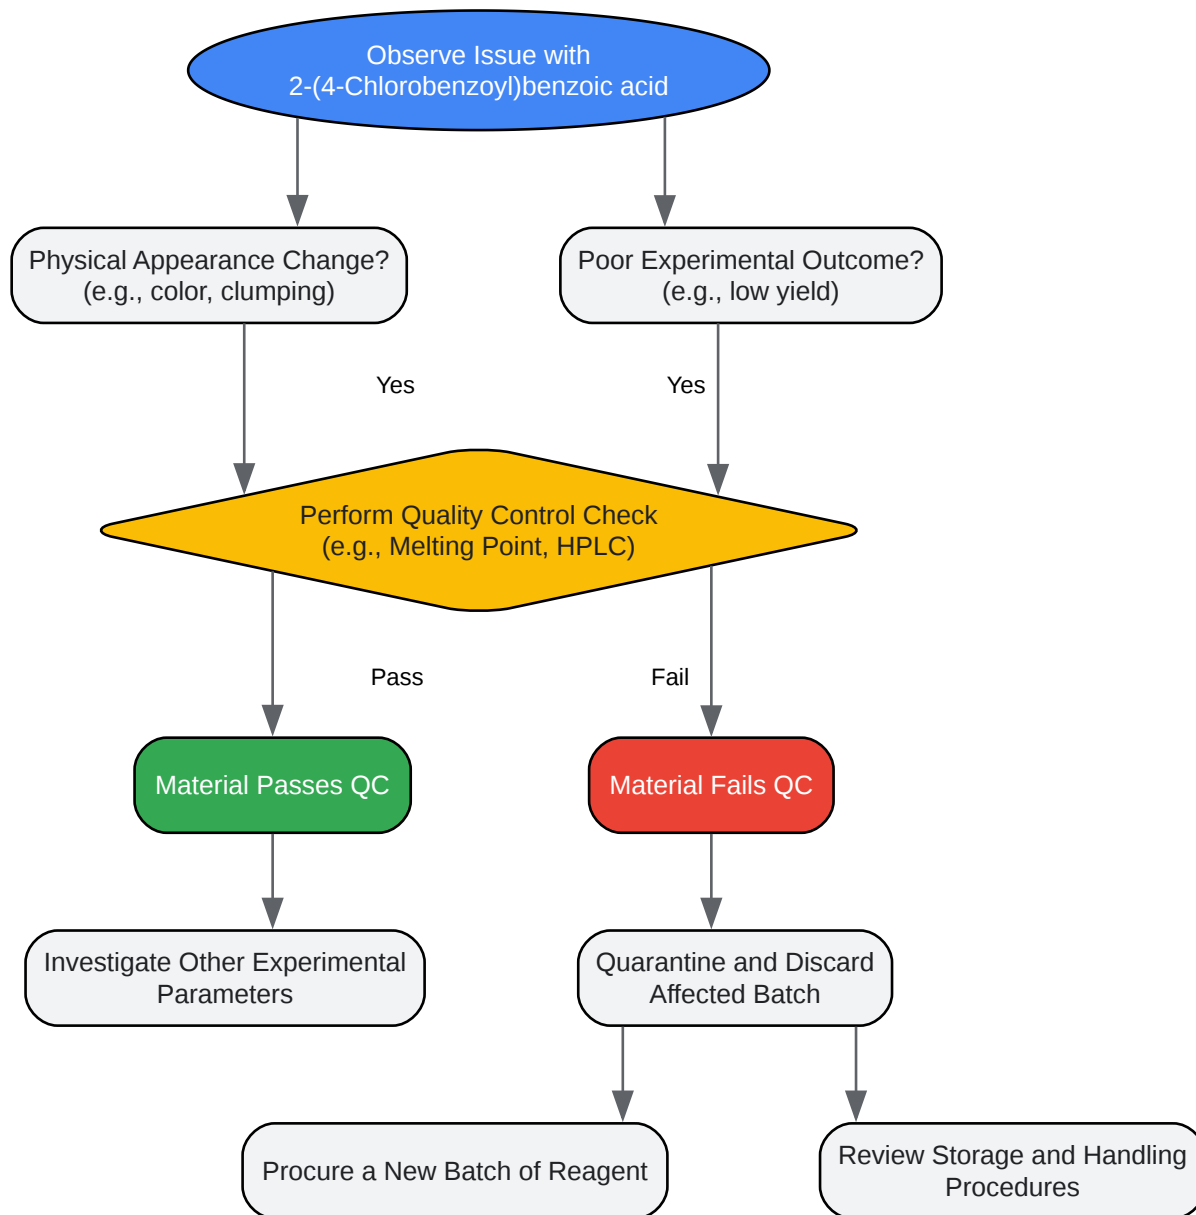 Observe Issue with
2-(4-Chlorobenzoyl)benzoic acid
Physical Appearance Change?
(e.g., color, clumping)
Poor Experimental Outcome?
(e.g., low yield)
Yes
Yes
Perform Quality Control Check
(e.g., Melting Point, HPLC)
Pass
Fail
Material Passes QC
Material Fails QC
Investigate Other Experimental
Parameters
Quarantine and Discard
Affected Batch
Procure a New Batch of Reagent
Review Storage and Handling
Procedures